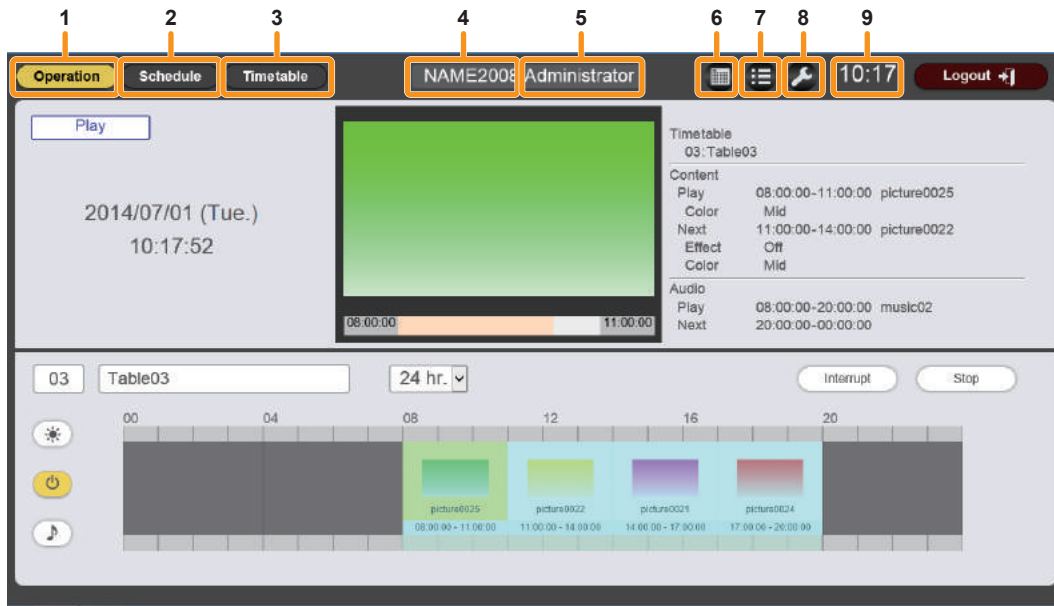 1 2 3 4 5 6 7 8 9
Operation Schedule Timetable NAME2008 Administrator 10:17 Logout
Play
2014/07/01 (Tue.)
10:17:52
08:00:00 11:00:00
Timetable
03:Table03
Content
Play 08:00:00-11:00:00 picture0025
Color Mid
Next 11:00:00-14:00:00 picture0022
Effect Off
Color Mid
Audio
Play 08:00:00-20:00:00 music02
Next 20:00:00-00:00:00
03 Table03 24 hr. Interrupt Stop
00 04 08 12 16 20
picture0025 picture0022 picture0021 picture0024
08:00:00 - 11:00:00 11:00:00 - 14:00:00 14:00:00 - 17:00:00 17:00:00 - 20:00:00